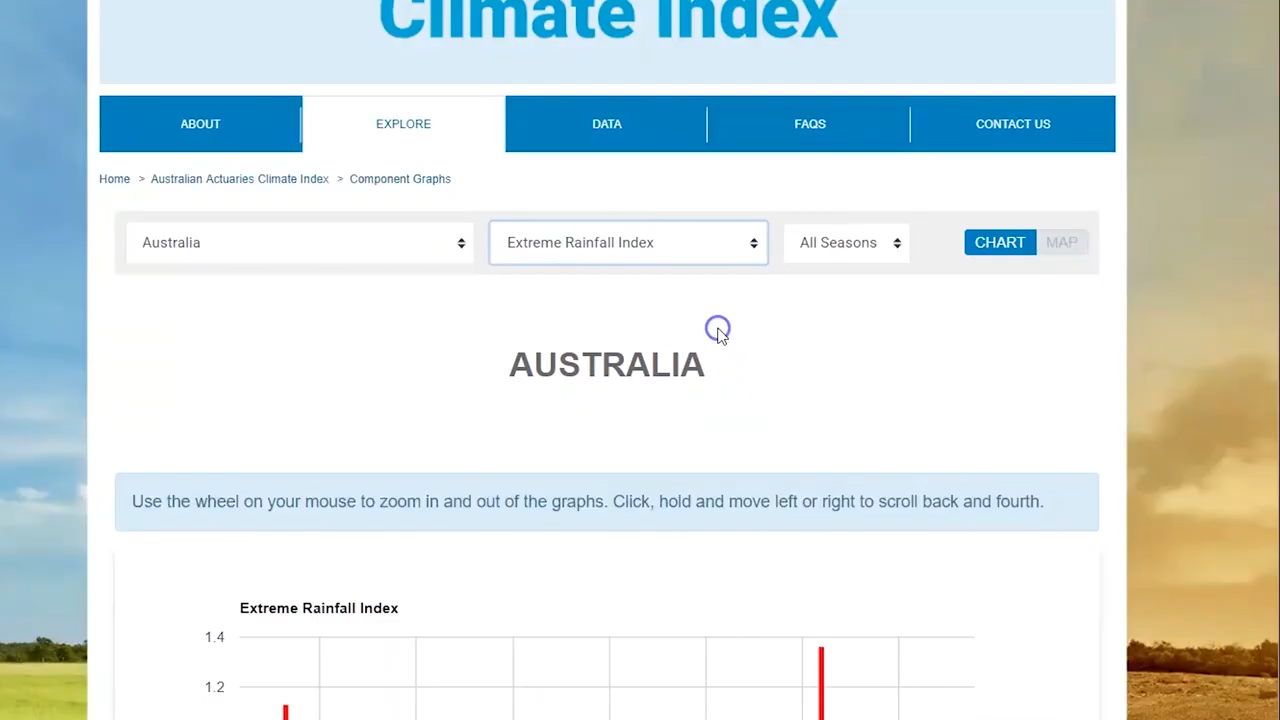 Climate Index
ABOUT EXPLORE DATA FAQS CONTACT US
Home > Australian Actuaries Climate Index > Component Graphs
Australia Extreme Rainfall Index All Seasons CHART MAP
AUSTRALIA
Use the wheel on your mouse to zoom in and out of the graphs. Click, hold and move left or right to scroll back and fourth.
Extreme Rainfall Index
1.4
1.2